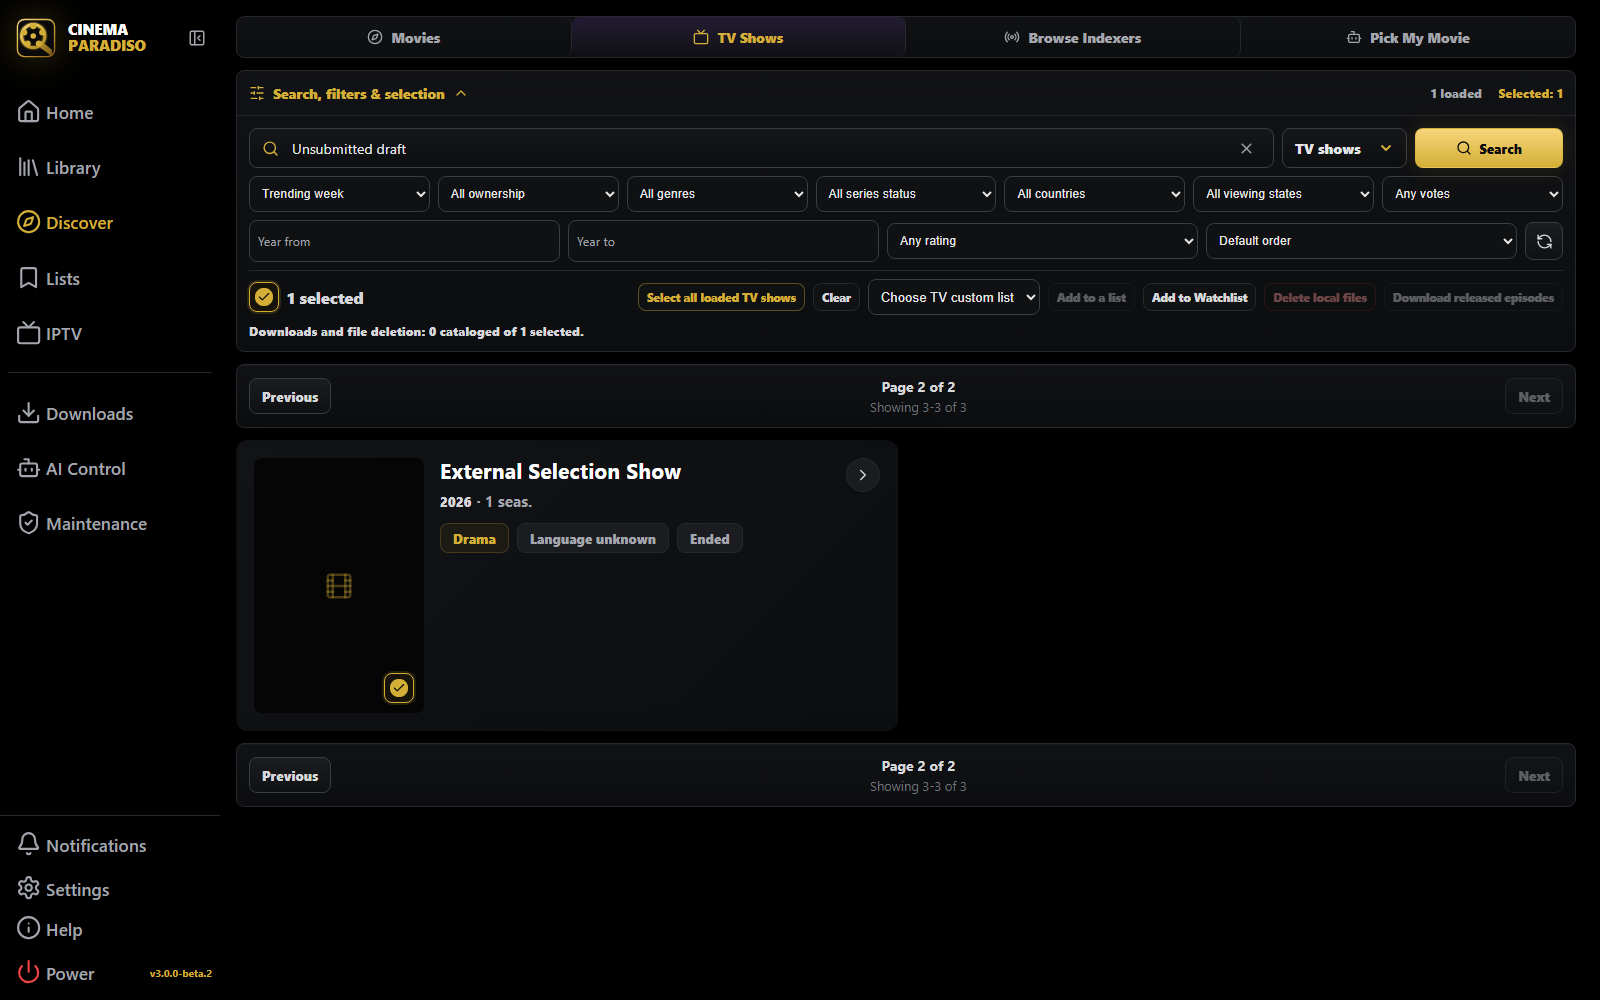 CINEMA
PARADISO
Home
Library
Discover
Lists
IPTV
Downloads
AI Control
Maintenance
Notifications
Settings
Help
Power v3.0.0-beta.2
Movies TV Shows Browse Indexers Pick My Movie
Search, filters & selection 1 loaded Selected: 1
Unsubmitted draft TV shows Search
Trending week All ownership All genres All series status All countries All viewing states Any votes
Year from Year to Any rating Default order
1 selected Select all loaded TV shows Clear Choose TV custom list Add to a list Add to Watchlist Delete local files Download released episodes
Downloads and file deletion: 0 cataloged of 1 selected.
Previous Page 2 of 2 Next
Showing 3-3 of 3
External Selection Show
2026 · 1 seas.
Drama Language unknown Ended
Previous Page 2 of 2 Next
Showing 3-3 of 3